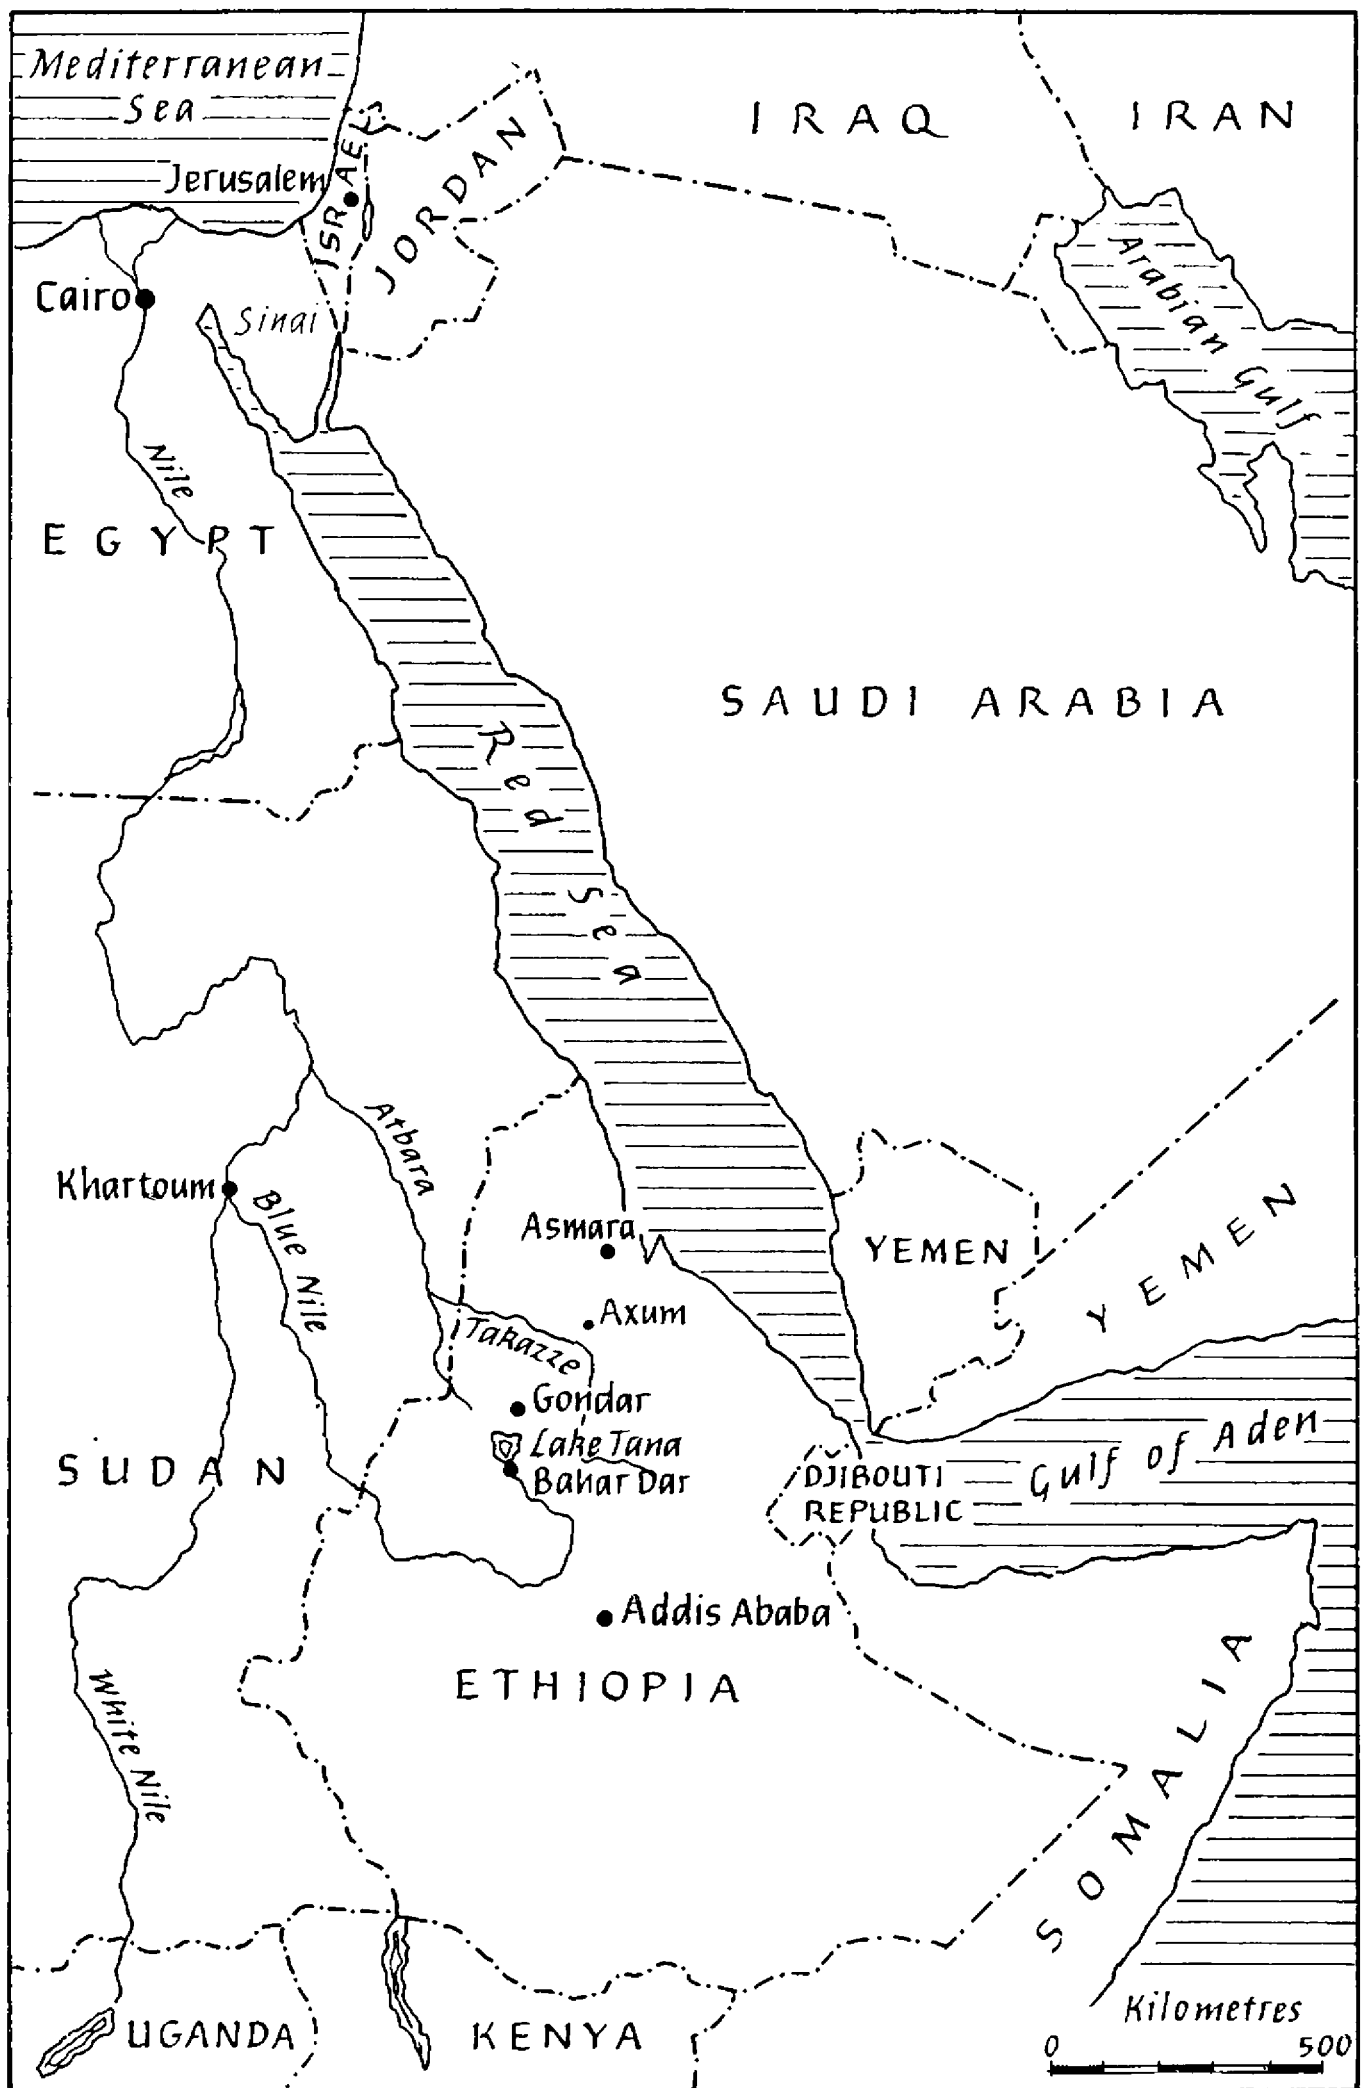 Mediterranean
Sea
IRAQ
IRAN
ISRAEL
JORDAN
Jerusalem
Arabian Gulf
Cairo
Sinai
Nile
EGYPT
SAUDI ARABIA
Red Sea
Atbara
Khartoum
Blue Nile
Asmara
YEMEN
YEMEN
Axum
Takazze
Gondar
Lake Tana
Bahar Dar
SUDAN
DJIBOUTI
REPUBLIC
Gulf of Aden
Addis Ababa
ETHIOPIA
White Nile
SOMALIA
UGANDA
KENYA
Kilometres
0 500